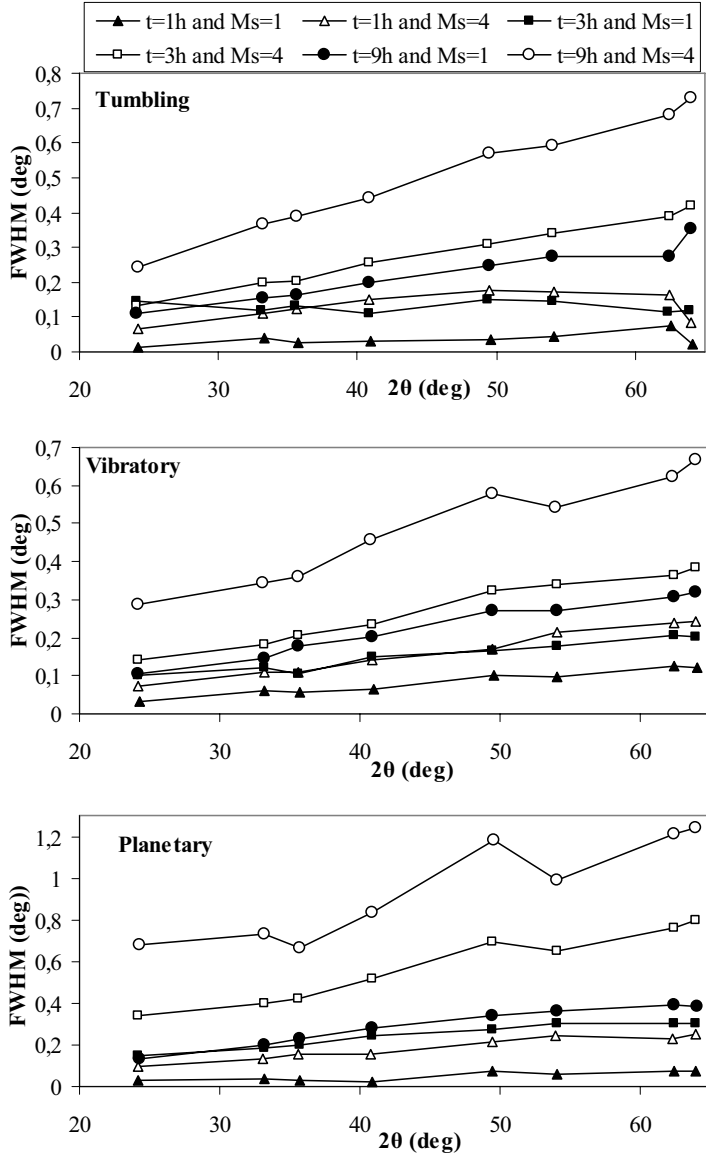 t=1h and Ms=1 t=1h and Ms=4 t=3h and Ms=1
t=3h and Ms=4 t=9h and Ms=1 t=9h and Ms=4
Tumbling
FWHM (deg)
0,8
0,7
0,6
0,5
0,4
0,3
0,2
0,1
0
20 30 40 50 60
2θ (deg)
Vibratory
FWHM (deg)
0,7
0,6
0,5
0,4
0,3
0,2
0,1
0
20 30 40 50 60
2θ (deg)
Planetary
FWHM (deg))
1,2
1
0,8
0,6
0,4
0,2
0
20 30 40 50 60
2θ (deg)